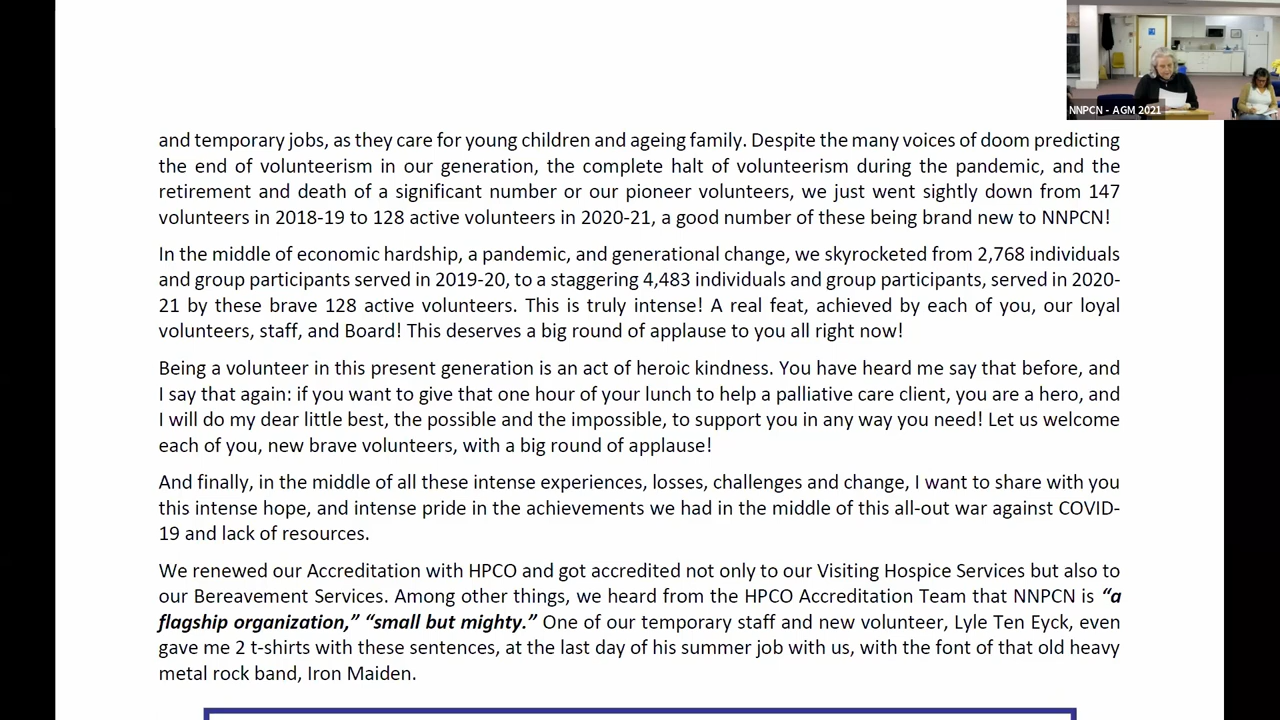 NNPCN - AGM 2021
and temporary jobs, as they care for young children and ageing family. Despite the many voices of doom predicting
the end of volunteerism in our generation, the complete halt of volunteerism during the pandemic, and the
retirement and death of a significant number or our pioneer volunteers, we just went sightly down from 147
volunteers in 2018-19 to 128 active volunteers in 2020-21, a good number of these being brand new to NNPCN!
In the middle of economic hardship, a pandemic, and generational change, we skyrocketed from 2,768 individuals
and group participants served in 2019-20, to a staggering 4,483 individuals and group participants, served in 2020-
21 by these brave 128 active volunteers. This is truly intense! A real feat, achieved by each of you, our loyal
volunteers, staff, and Board! This deserves a big round of applause to you all right now!
Being a volunteer in this present generation is an act of heroic kindness. You have heard me say that before, and
I say that again: if you want to give that one hour of your lunch to help a palliative care client, you are a hero, and
I will do my dear little best, the possible and the impossible, to support you in any way you need! Let us welcome
each of you, new brave volunteers, with a big round of applause!
And finally, in the middle of all these intense experiences, losses, challenges and change, I want to share with you
this intense hope, and intense pride in the achievements we had in the middle of this all-out war against COVID-
19 and lack of resources.
We renewed our Accreditation with HPCO and got accredited not only to our Visiting Hospice Services but also to
our Bereavement Services. Among other things, we heard from the HPCO Accreditation Team that NNPCN is “a
flagship organization,” “small but mighty.” One of our temporary staff and new volunteer, Lyle Ten Eyck, even
gave me 2 t-shirts with these sentences, at the last day of his summer job with us, with the font of that old heavy
metal rock band, Iron Maiden.